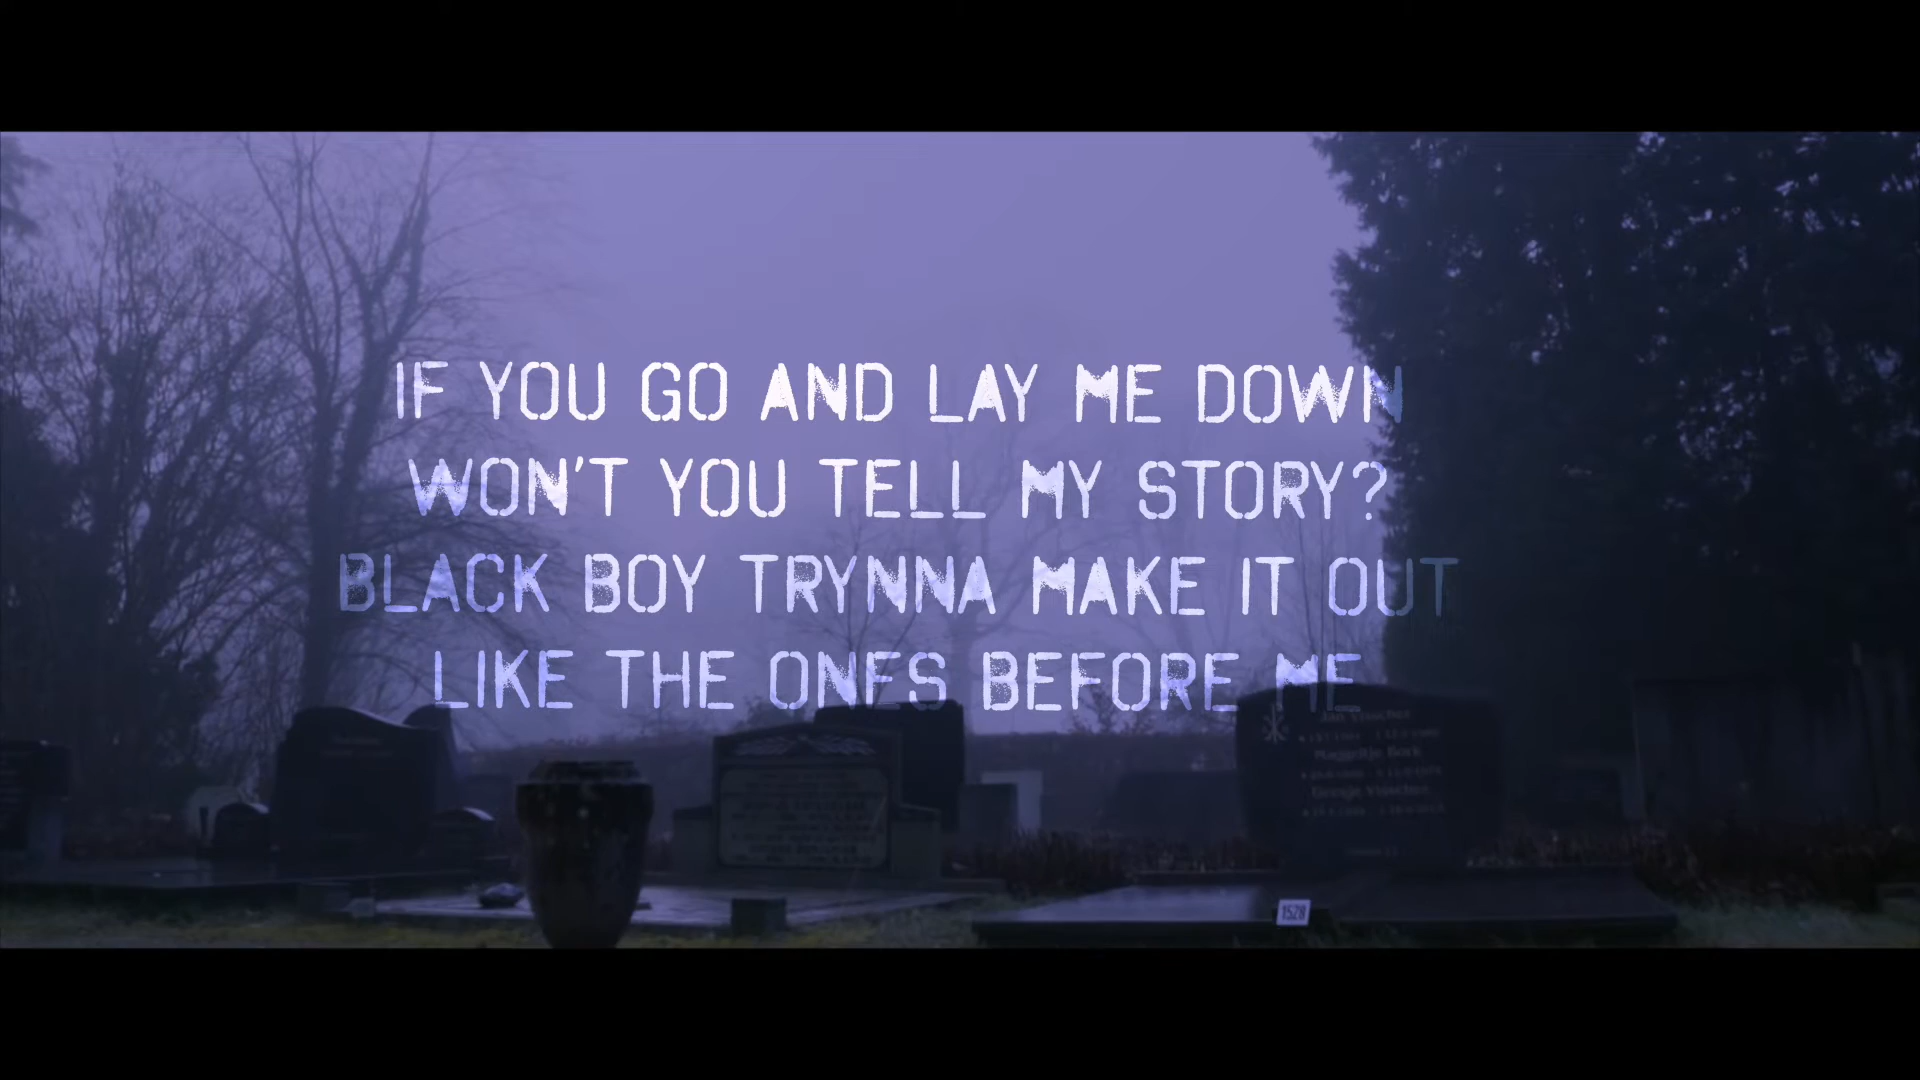 IF YOU GO AND LAY ME DOWN
WON'T YOU TELL MY STORY?
BLACK BOY TRYNNA MAKE IT OUT
LIKE THE ONES BEFORE ME
1528